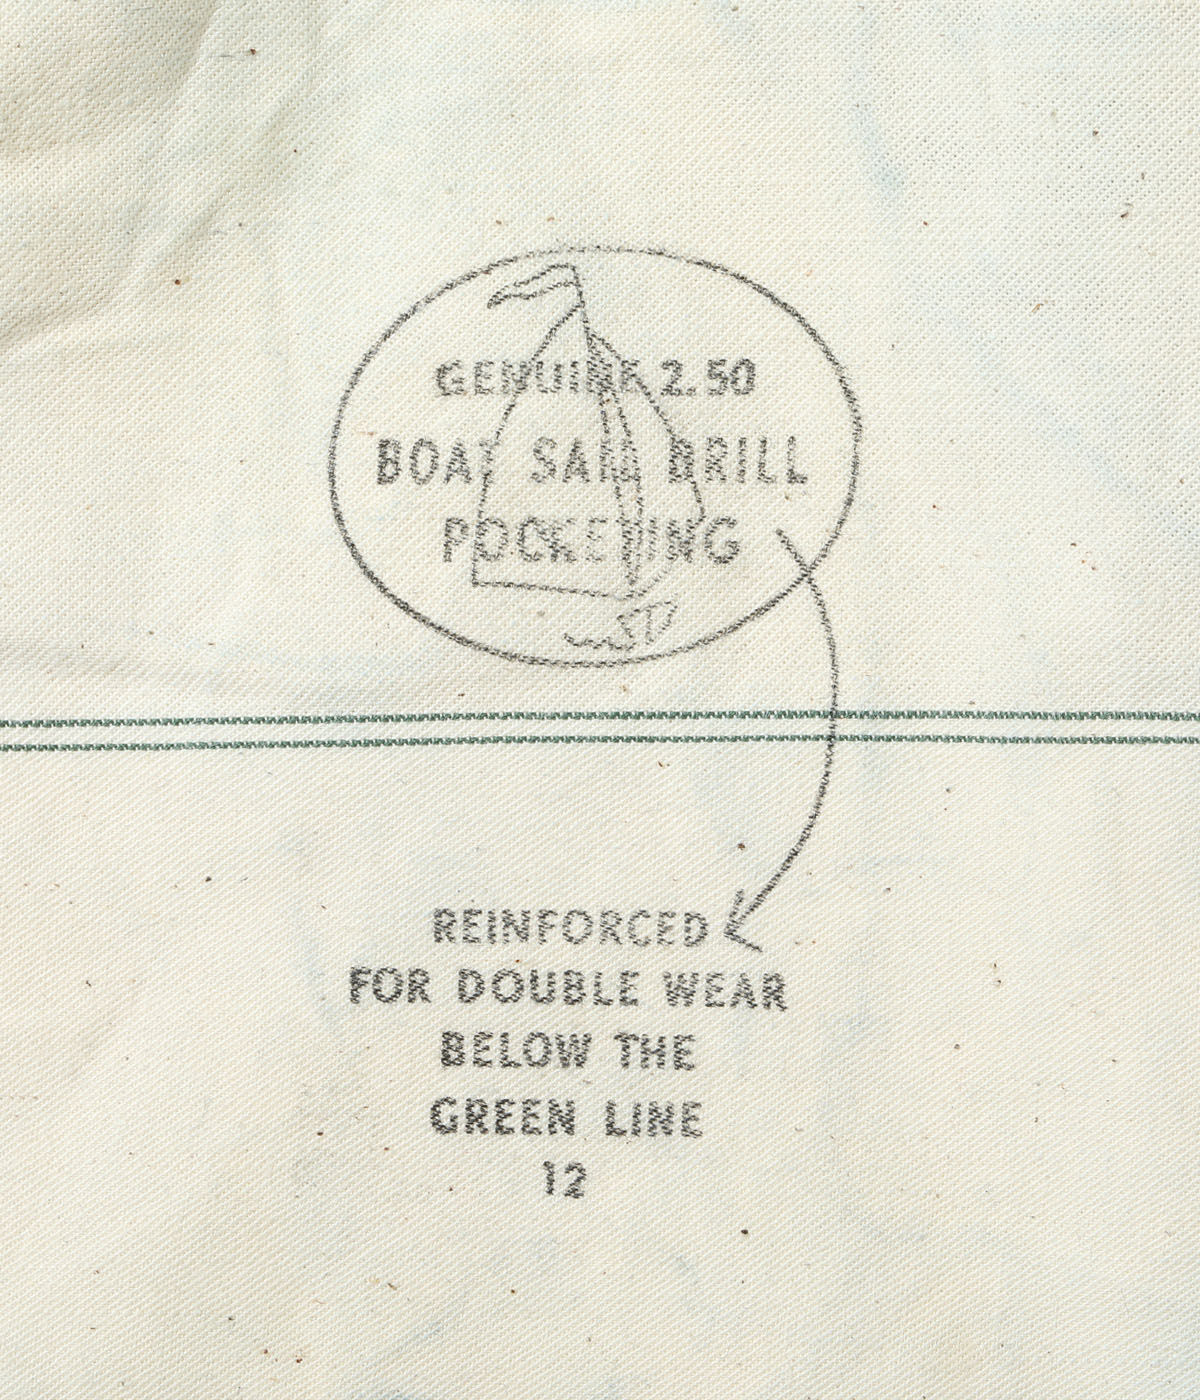 GENUINE 2.50
BOAT SAIL DRILL
POCKETING
REINFORCED
FOR DOUBLE WEAR
BELOW THE
GREEN LINE
12